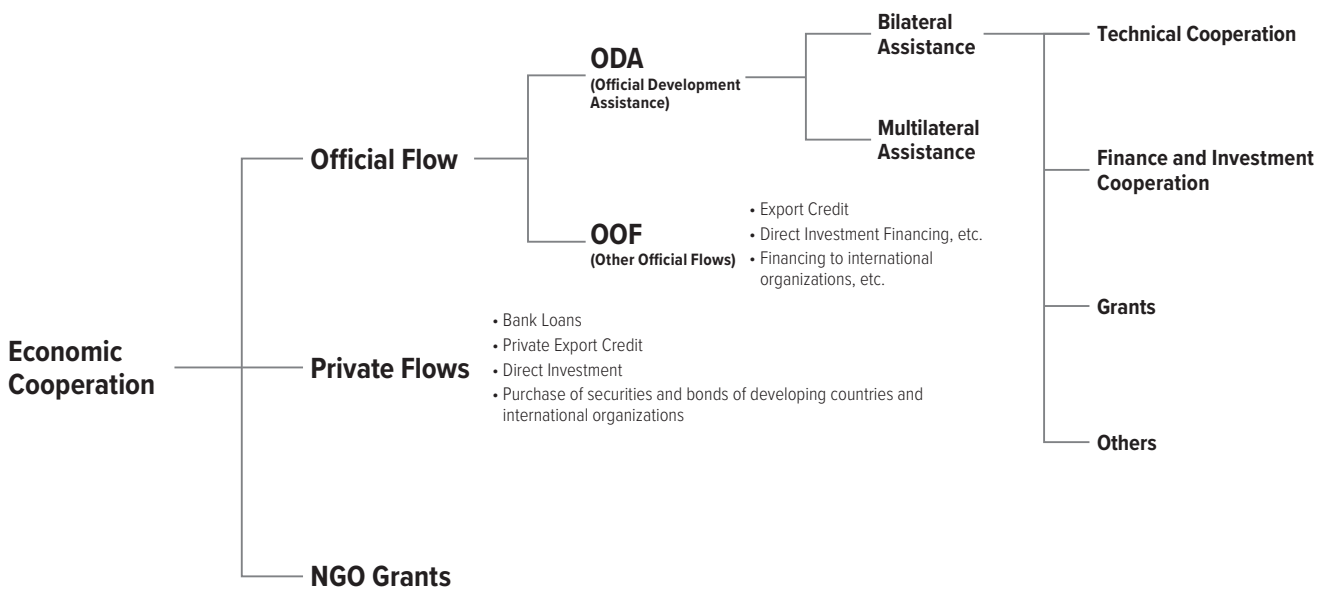 Economic
Cooperation
Official Flow
ODA
(Official Development
Assistance)
Bilateral
Assistance
Technical Cooperation
Finance and Investment
Cooperation
Grants
Others
Multilateral
Assistance
OOF
(Other Official Flows)
• Export Credit
• Direct Investment Financing, etc.
• Financing to international
organizations, etc.
Private Flows
• Bank Loans
• Private Export Credit
• Direct Investment
• Purchase of securities and bonds of developing countries and
international organizations
NGO Grants